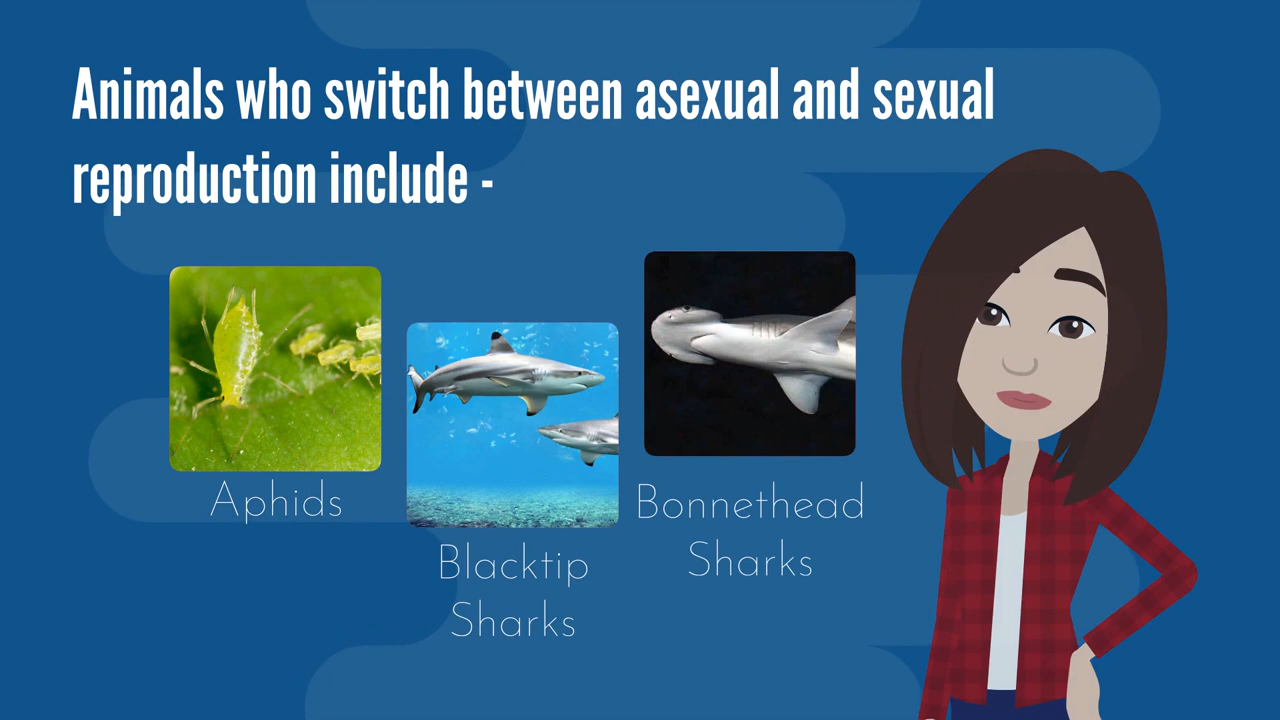 Animals who switch between asexual and sexual
reproduction include -
Aphids
Blacktip
Sharks
Bonnethead
Sharks